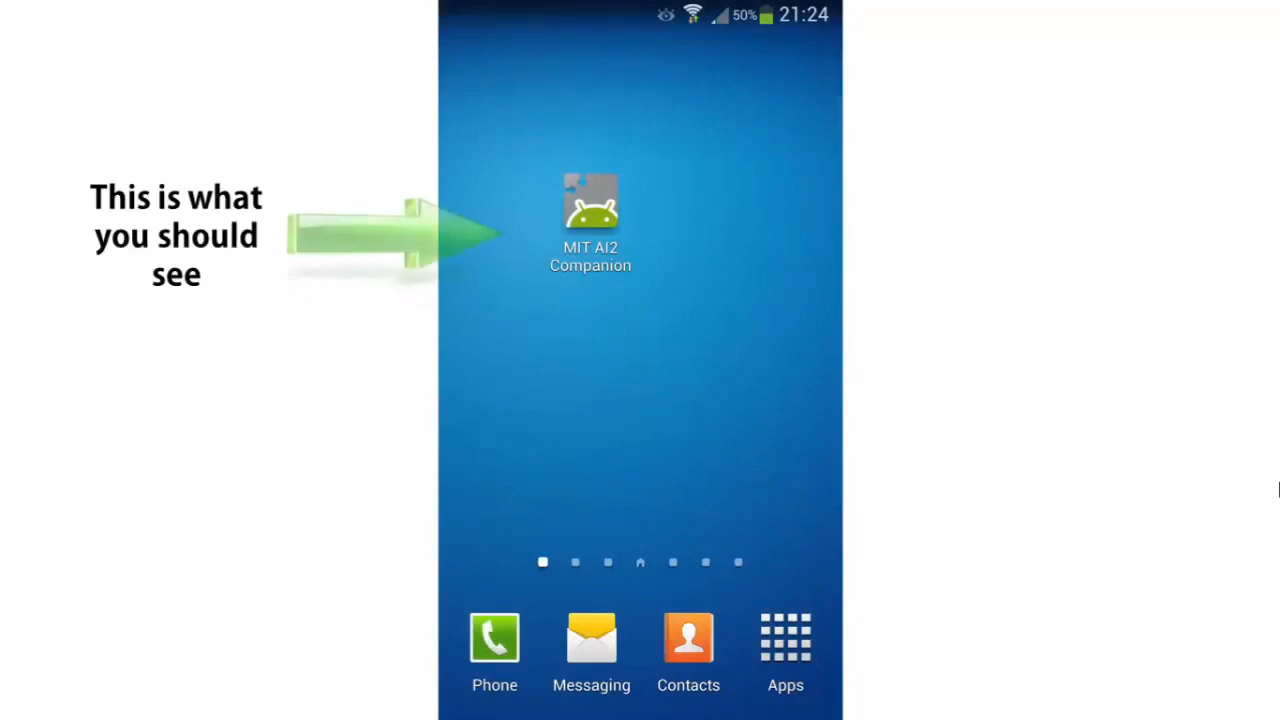 50% 21:24
This is what
you should
see
MIT AI2
Companion
Phone Messaging Contacts Apps